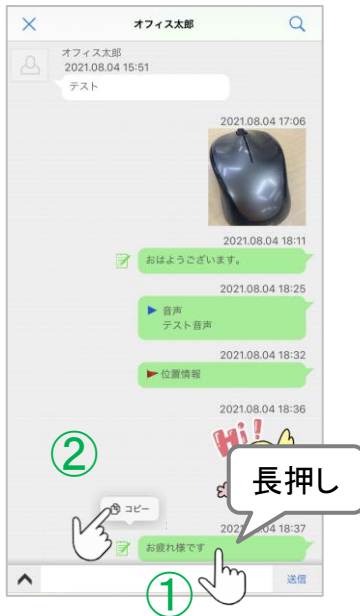 オフィス太郎
オフィス太郎
2021.08.04 15:51
テスト
2021.08.04 17:06
2021.08.04 18:11
おはようございます。
2021.08.04 18:25
音声
テスト音声
2021.08.04 18:32
位置情報
2021.08.04 18:36
Hi!
②
長押し
コピー
18:37
お疲れ様です
①
送信